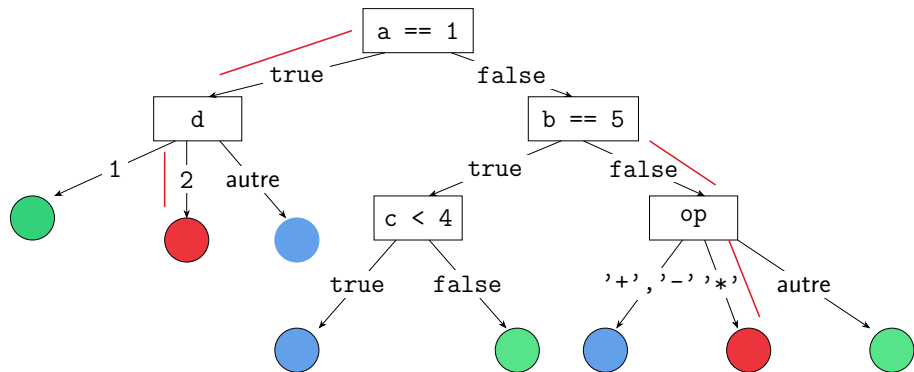 a == 1
true false
d b == 5
1 2 autre true false
c < 4 op
true false '+','-' '*' autre